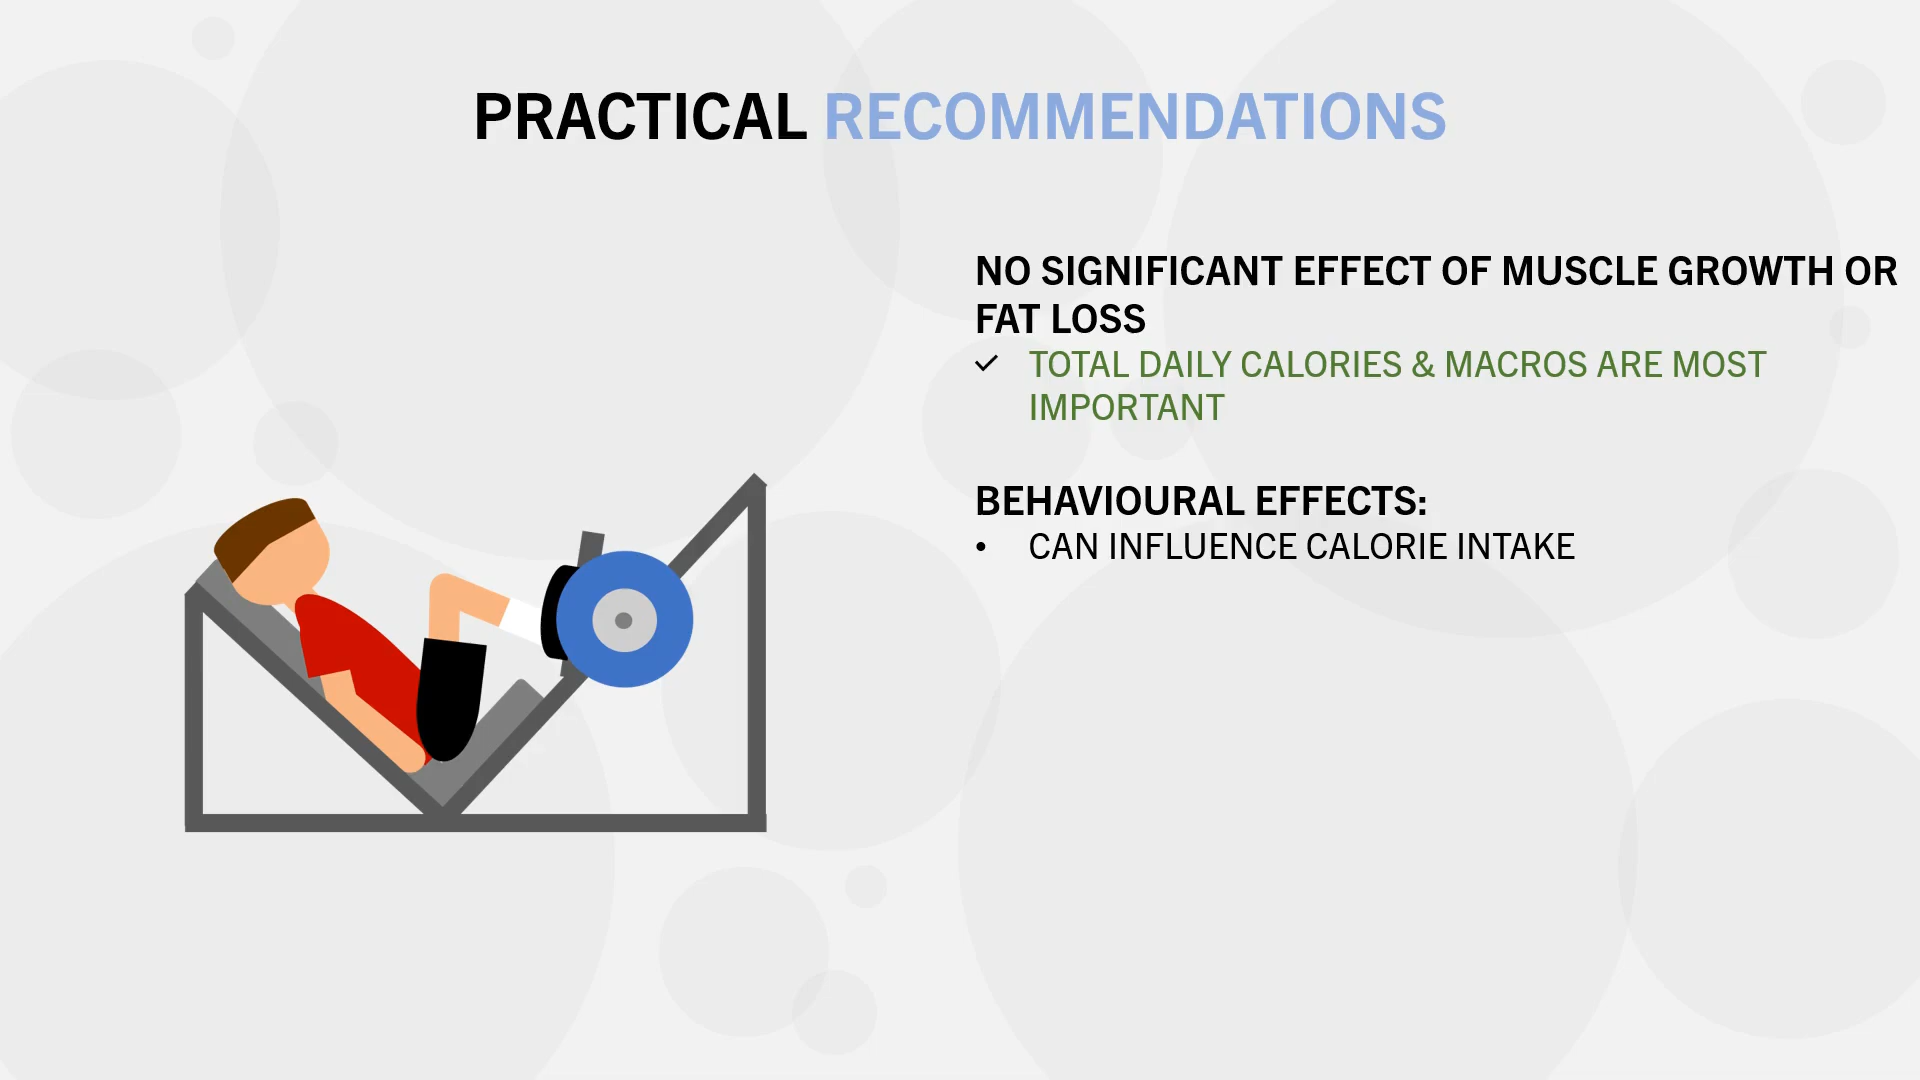 PRACTICAL RECOMMENDATIONS
NO SIGNIFICANT EFFECT OF MUSCLE GROWTH OR
FAT LOSS
✓ TOTAL DAILY CALORIES & MACROS ARE MOST
IMPORTANT
BEHAVIOURAL EFFECTS:
• CAN INFLUENCE CALORIE INTAKE